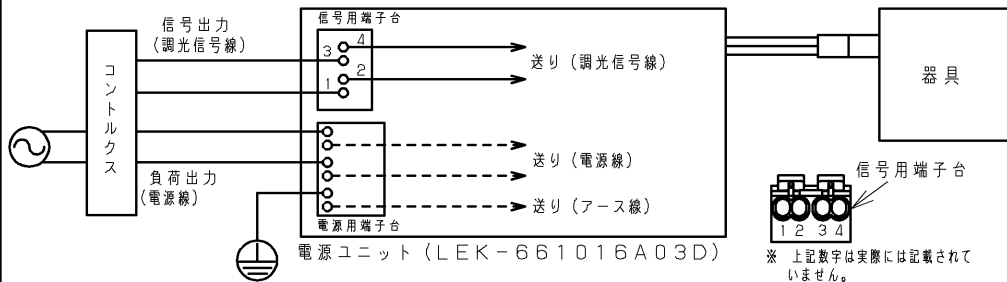 信号出力
(調光信号線)
コントルクス
負荷出力
(電源線)
信号用端子台
4
3
2
1
送り(調光信号線)
送り(電源線)
送り(アース線)
電源用端子台
電源ユニット(LEK-661016A03D)
器具
信号用端子台
1 2 3 4
※ 上記数字は実際には記載されて
いません。